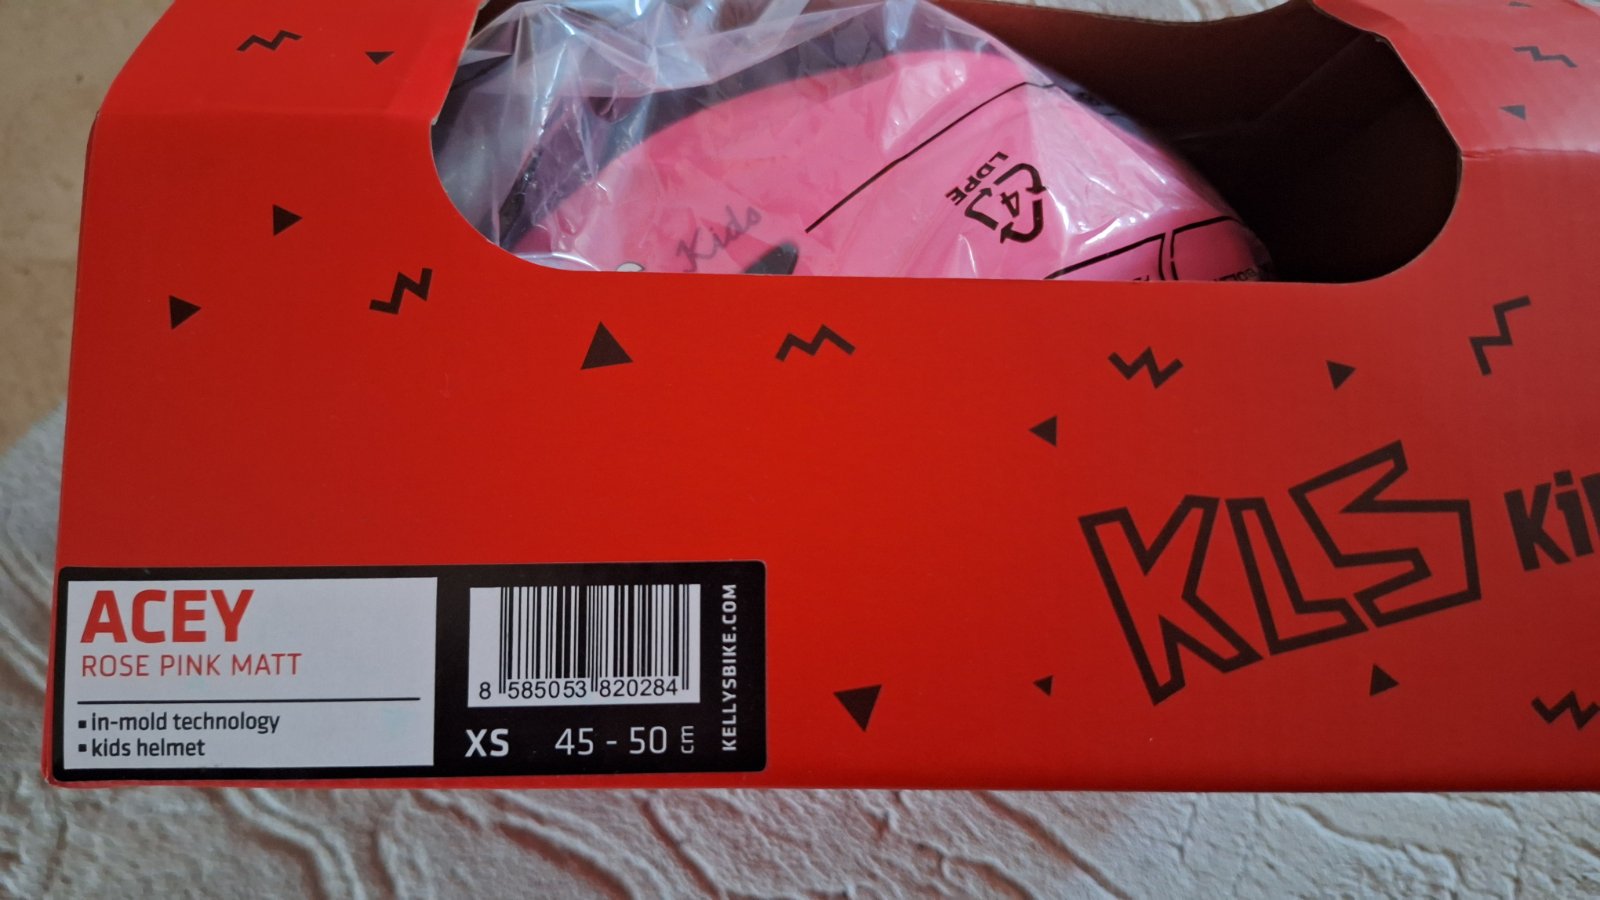 Kids
4
LDPE
KLS
ACEY
ROSE PINK MATT
▪ in-mold technology
▪ kids helmet
8 585053 820284
XS 45 - 50 cm
KELLYSBIKE.COM